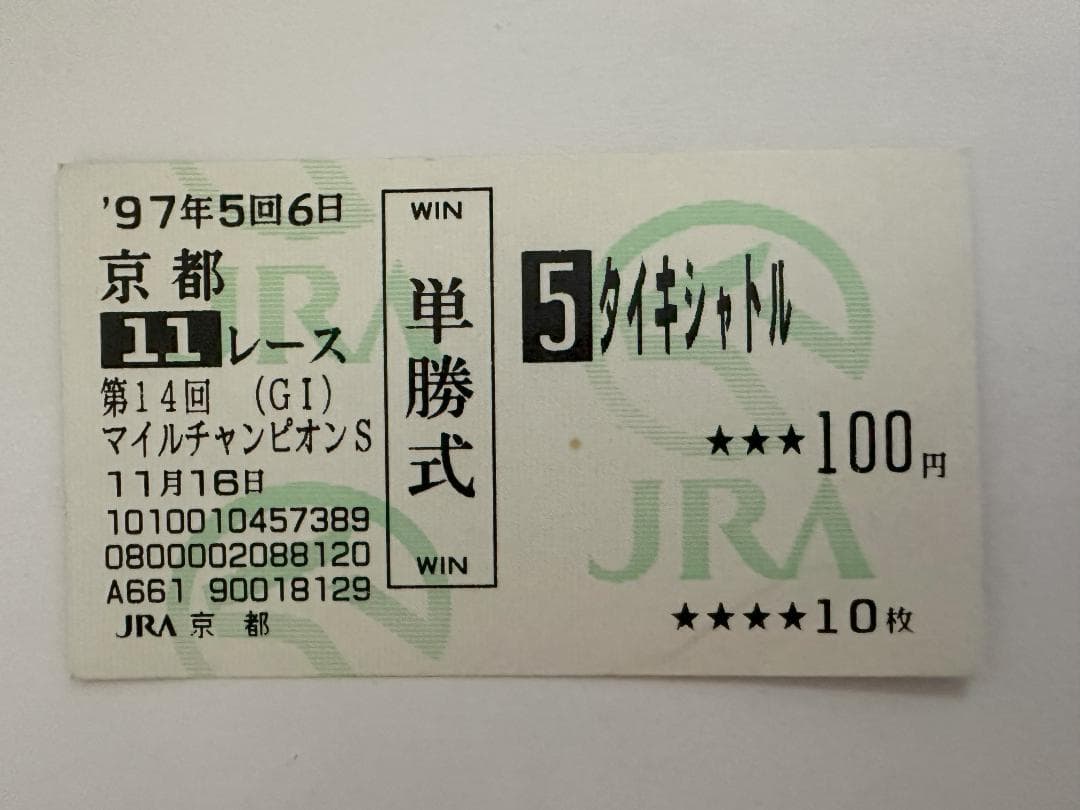 '97年5回6日
京都
11レース
第14回 (GI)
マイルチャンピオンS
11月16日
1010010457389
0800002088120
A661 90018129
JRA 京都
WIN
単勝式
WIN
5 タイキシャトル
★★★100円
★★★★10枚
JRA
JRA